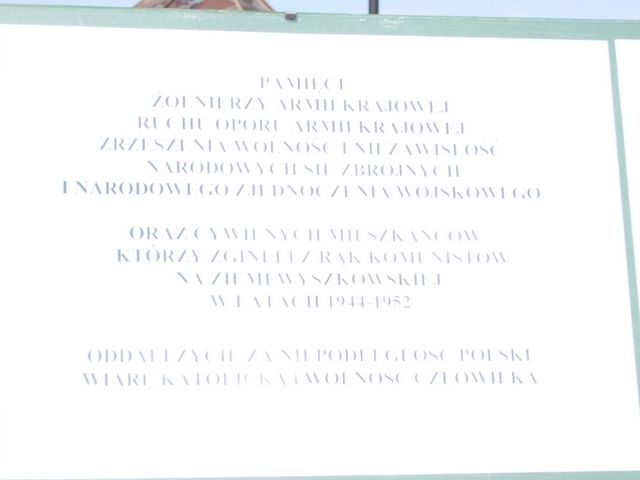 PAMIĘCI
ŻOŁNIERZY ARMII KRAJOWEJ
RUCHU OPORU ARMII KRAJOWEJ
ZRZESZENIA WOLNOŚĆ I NIEZAWISŁOŚĆ
NARODOWYCH SIŁ ZBROJNYCH
I NARODOWEGO ZJEDNOCZENIA WOJSKOWEGO
ORAZ CYWILNYCH MIESZKAŃCÓW
KTÓRZY ZGINĘLI Z RĄK KOMUNISTÓW
NA ZIEMI WYSZKOWSKIEJ
W LATACH 1944-1952
ODDALI ŻYCIE ZA NIEPODLEGŁOŚĆ POLSKI
WIARĘ KATOLICKĄ i WOLNOŚĆ CZŁOWIEKA